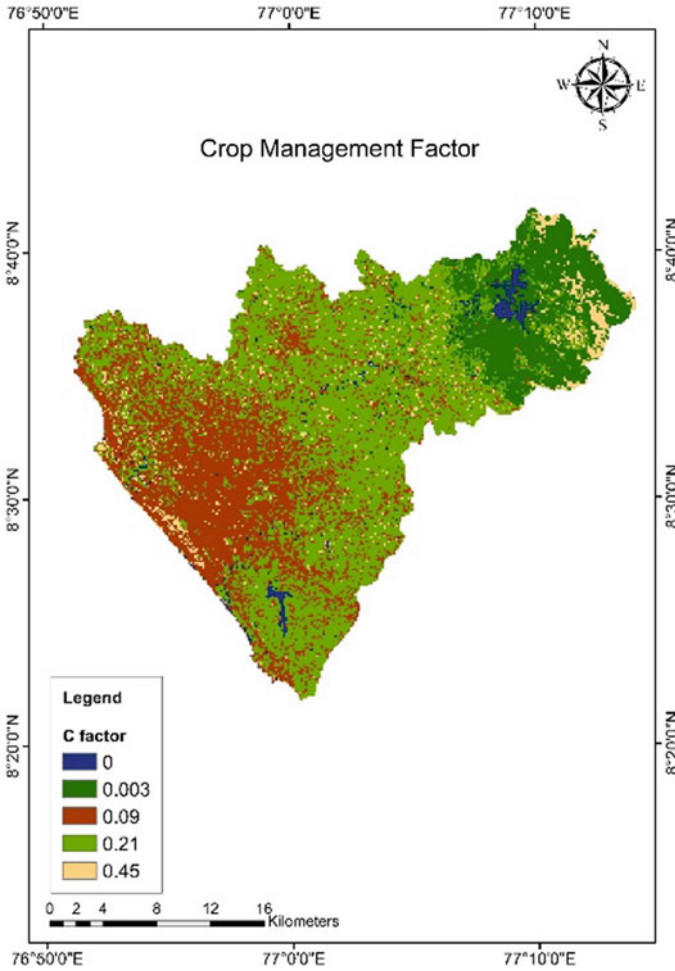 76°50'0"E 77°0'0"E 77°10'0"E
N
W E
S
Crop Management Factor
8°40'0"N 8°40'0"N
8°30'0"N 8°30'0"N
8°20'0"N 8°20'0"N
Legend
C factor
0
0.003
0.09
0.21
0.45
0 2 4 8 12 16
Kilometers
76°50'0"E 77°0'0"E 77°10'0"E